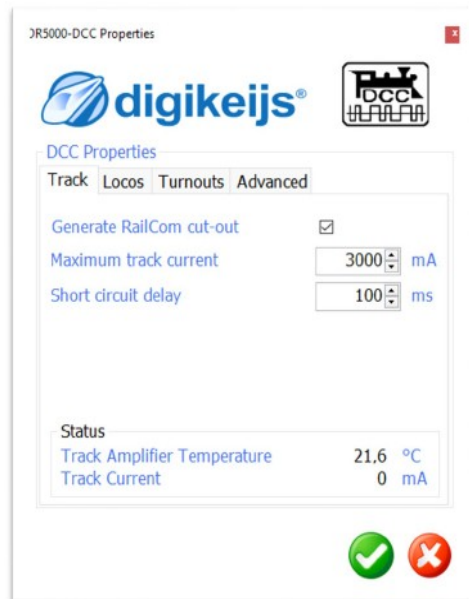 DR5000-DCC Properties
x
digikeijs®
DCC
DCC Properties
Track Locos Turnouts Advanced
Generate RailCom cut-out
Maximum track current 3000 mA
Short circuit delay 100 ms
Status
Track Amplifier Temperature 21,6 °C
Track Current 0 mA